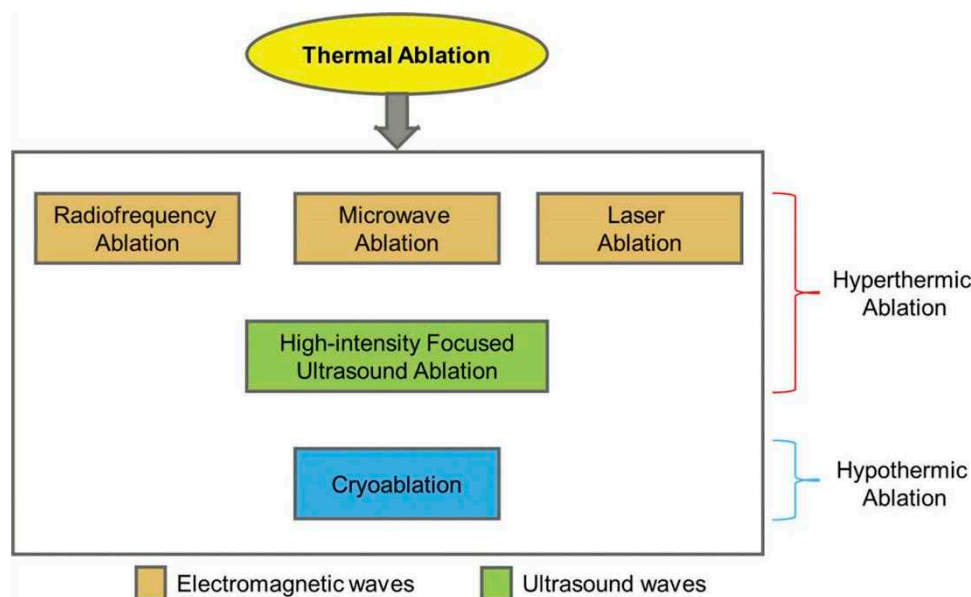 Thermal Ablation
Radiofrequency
Ablation
Microwave
Ablation
Laser
Ablation
High-intensity Focused
Ultrasound Ablation
Cryoablation
Hyperthermic
Ablation
Hypothermic
Ablation
Electromagnetic waves
Ultrasound waves